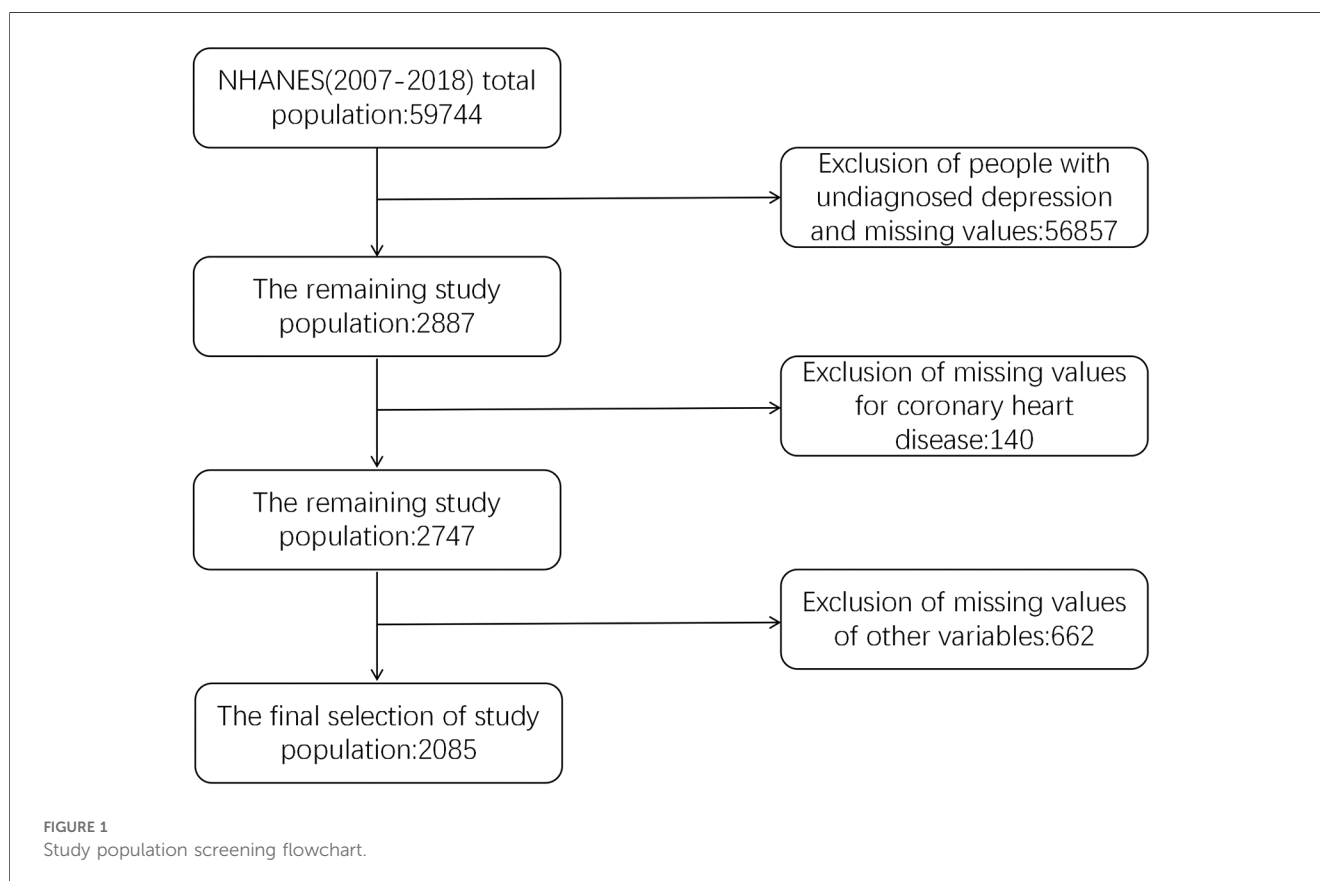 NHANES(2007-2018) total
population:59744
Exclusion of people with
undiagnosed depression
and missing values:56857
The remaining study
population:2887
Exclusion of missing values
for coronary heart
disease:140
The remaining study
population:2747
Exclusion of missing values
of other variables:662
The final selection of study
population:2085
FIGURE 1
Study population screening flowchart.